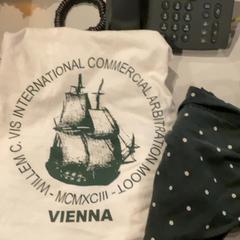 WILLEM C. VIS INTERNATIONAL COMMERCIAL ARBITRATION MOOT
- MCMXCIII -
VIENNA